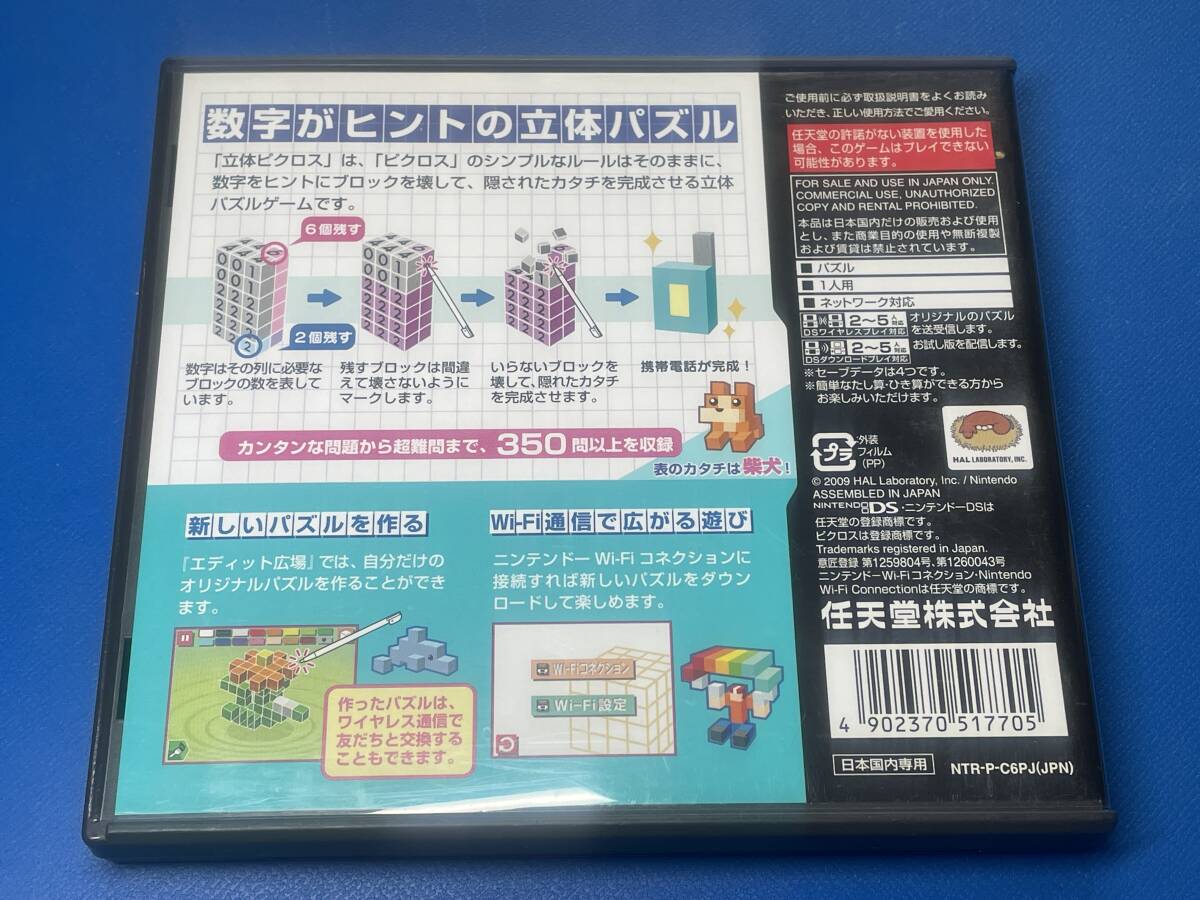 数字がヒントの立体パズル
「立体ピクロス」は、「ピクロス」のシンプルなルールはそのままに、
数字をヒントにブロックを壊して、隠されたカタチを完成させる立体
パズルゲームです。
6個残す
2個残す
数字はその列に必要な
ブロックの数を表して
います。
残すブロックは間違
えて壊さないように
マークします。
いらないブロックを
壊して、隠れたカタチ
を完成させます。
携帯電話が完成!
カンタンな問題から超難問まで、350問以上を収録
表のカタチは柴犬!
新しいパズルを作る
『エディット広場』では、自分だけの
オリジナルパズルを作ることができ
ます。
作ったパズルは、
ワイヤレス通信で
友だちと交換する
こともできます。
Wi-Fi通信で広がる遊び
ニンテンドーWi-Fiコネクションに
接続すれば新しいパズルをダウン
ロードして楽しめます。
Wi-Fiコネクション
Wi-Fi設定
ご使用前に必ず取扱説明書をよくお読み
いただき、正しい使用方法でご愛用ください。
任天堂の許諾がない装置を使用した
場合、このゲームはプレイできない
可能性があります。
FOR SALE AND USE IN JAPAN ONLY.
COMMERCIAL USE, UNAUTHORIZED
COPY AND RENTAL PROHIBITED.
本品は日本国内だけの販売および使用
とし、また商業目的の使用や無断複製
および賃貸は禁止されています。
■ パズル
■ 1人用
■ ネットワーク対応
2～5人対応
DSワイヤレスプレイ対応
オリジナルのパズル
を送受信します。
2～5人対応
DSダウンロードプレイ対応
お試し版を配信します。
※セーブデータは4つです。
※簡単なたし算・ひき算ができる方から
お楽しみいただけます。
プラ
:外装
フィルム
(PP)
HAL LABORATORY, INC.
© 2009 HAL Laboratory, Inc. / Nintendo
ASSEMBLED IN JAPAN
NINTENDO DS・ニンテンドーDSは
任天堂の登録商標です。
ピクロスは登録商標です。
Trademarks registered in Japan.
意匠登録 第1259804号、第1260043号
ニンテンドーWi-Fiコネクション・Nintendo
Wi-Fi Connectionは任天堂の商標です。
任天堂株式会社
4 902370 517705
日本国内専用
NTR-P-C6PJ(JPN)